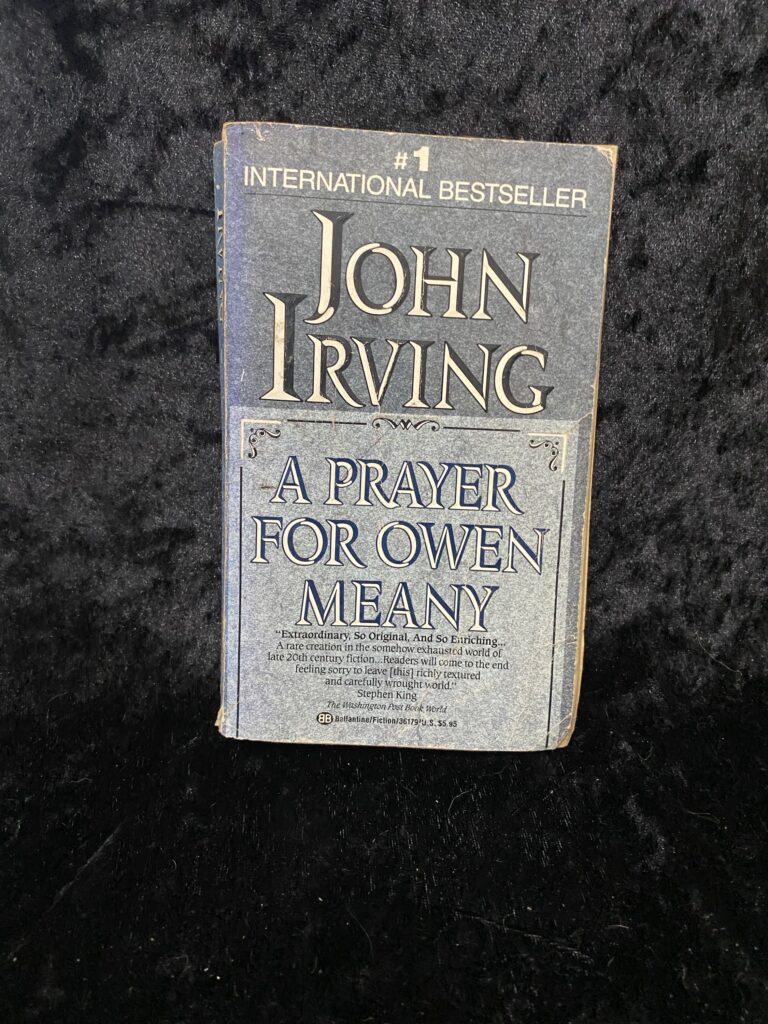 #1
INTERNATIONAL BESTSELLER
JOHN
IRVING
A PRAYER
FOR OWEN
MEANY
"Extraordinary, So Original, And So Enriching...
A rare creation in the somehow exhausted world of
late 20th century fiction...Readers will come to the end
feeling sorry to leave [this] richly textured
and carefully wrought world."
Stephen King
The Washington Post Book World
BB Ballantine/Fiction/36179/U.S. $5.95